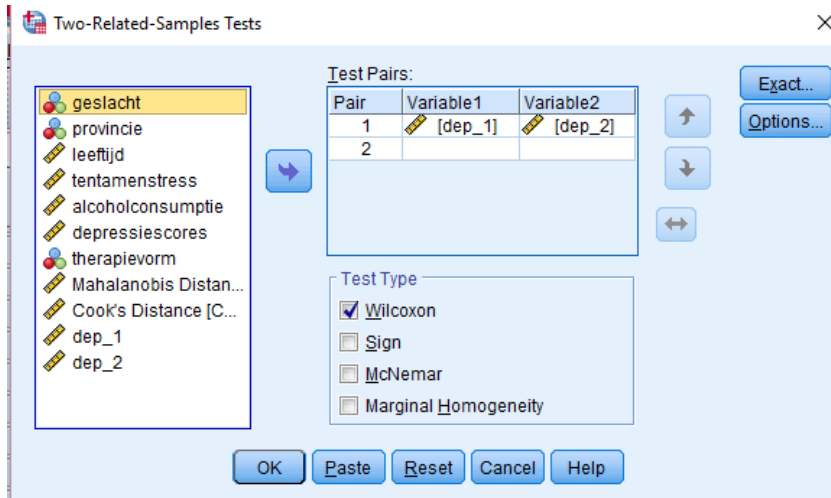 Two-Related-Samples Tests
geslacht
provincie
leeftijd
tentamenstress
alcoholconsumptie
depressiescores
therapievorm
Mahalanobis Distan...
Cook's Distance [C...
dep_1
dep_2
Test Pairs:
Pair Variable1 Variable2
1 [dep_1] [dep_2]
2
Exact...
Options...
Test Type
Wilcoxon
Sign
McNemar
Marginal Homogeneity
OK Paste Reset Cancel Help